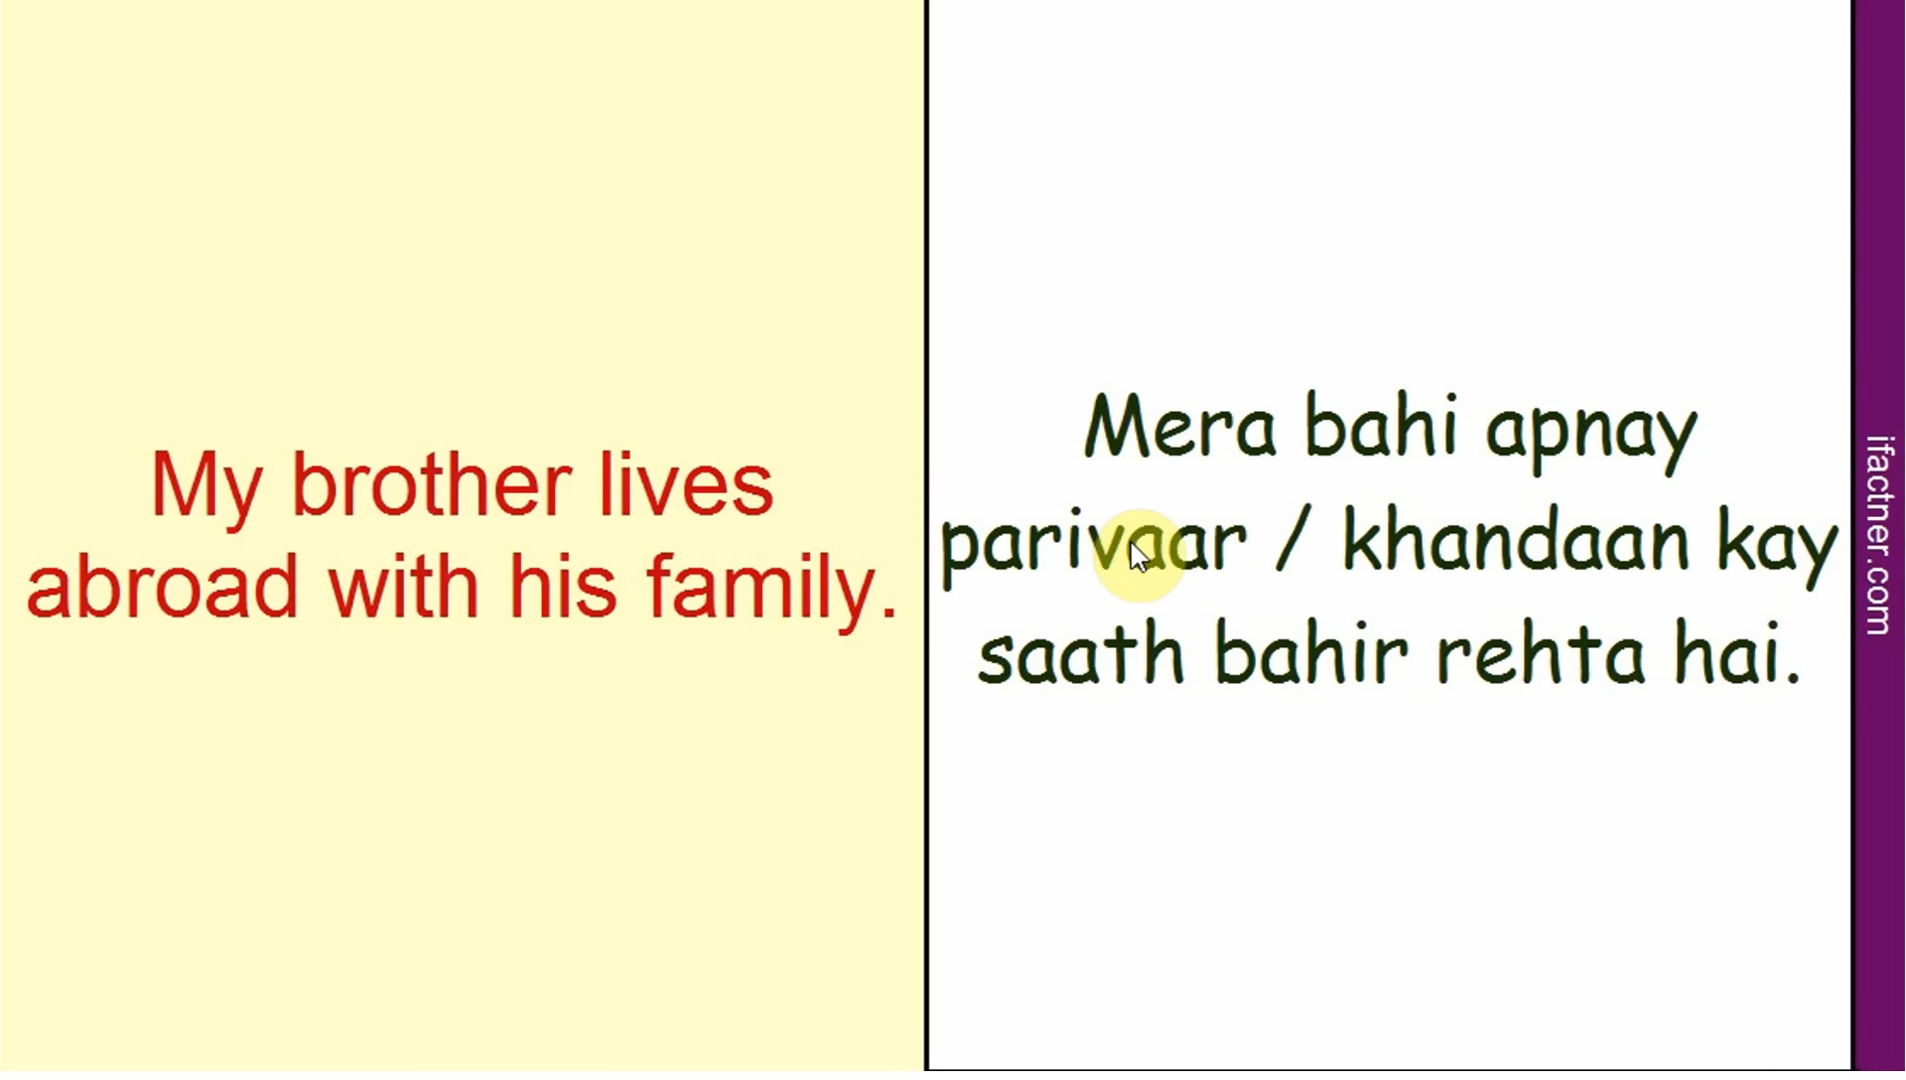 My brother lives
abroad with his family.
Mera bahi apnay
parivaar / khandaan kay
saath bahir rehta hai.
ifactner.com